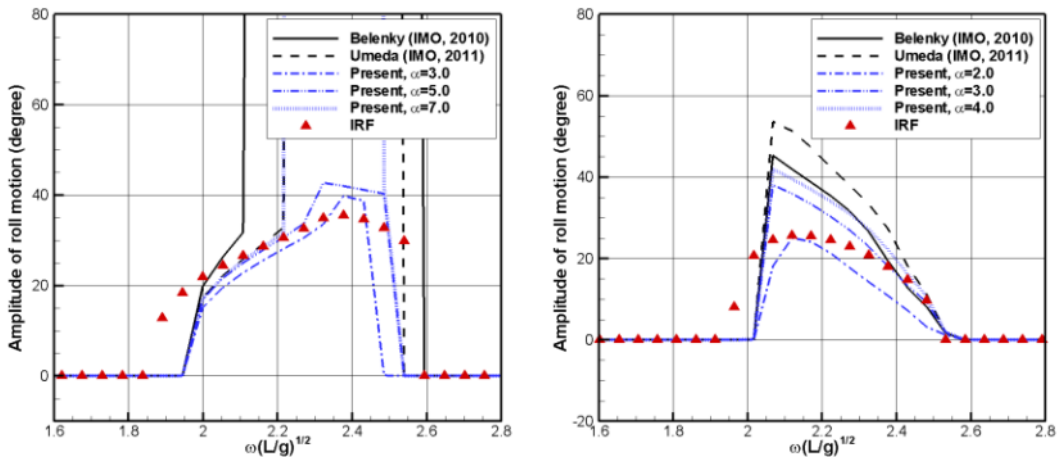 80
60
40
20
0
Amplitude of roll motion (degree)
1.6
1.8
2
2.2
2.4
2.6
2.8
ω(L/g)^1/2
Belenky (IMO, 2010)
Umeda (IMO, 2011)
Present, α=3.0
Present, α=5.0
Present, α=7.0
IRF
80
60
40
20
0
-20
Amplitude of roll motion (degree)
1.6
1.8
2
2.2
2.4
2.6
2.8
ω(L/g)^1/2
Belenky (IMO, 2010)
Umeda (IMO, 2011)
Present, α=2.0
Present, α=3.0
Present, α=4.0
IRF